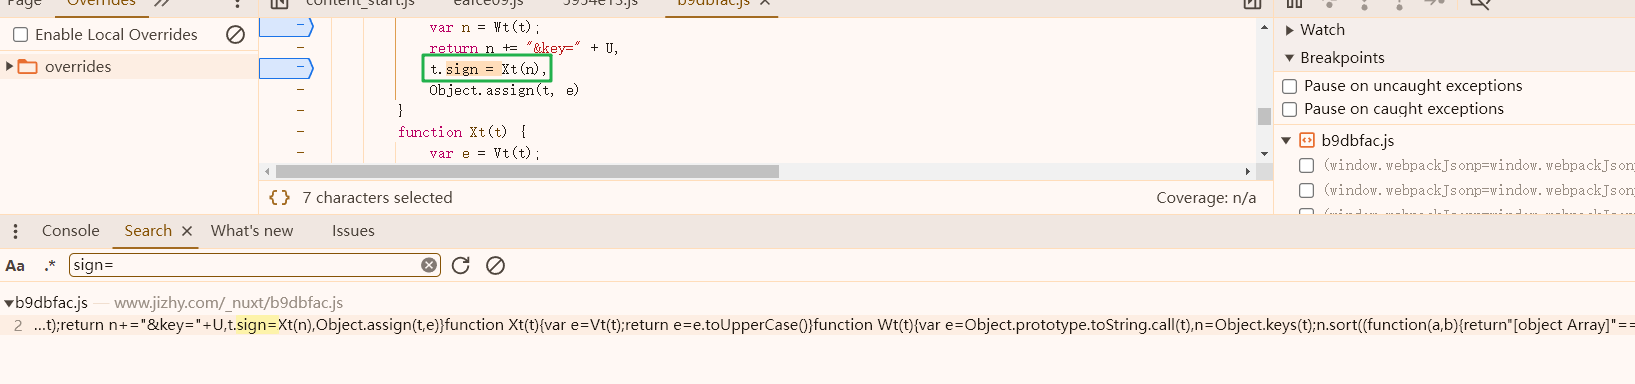 Page Overrides content_start.js eafce09.js 5954e13.js b9dbfac.js
Enable Local Overrides
overrides
var n = Wt(t);
return n += "&key=" + U,
t.sign = Xt(n),
Object.assign(t, e)
}
function Xt(t) {
var e = Vt(t);
{} 7 characters selected Coverage: n/a
Watch
Breakpoints
Pause on uncaught exceptions
Pause on caught exceptions
b9dbfac.js
(window.webpackJsonp=window.webpackJson
(window.webpackJsonp=window.webpackJson
Console Search What's new Issues
Aa .* sign=
b9dbfac.js — www.jizhy.com/_nuxt/b9dbfac.js
2 ...t);return n+="&key="+U,t.sign=Xt(n),Object.assign(t,e)}function Xt(t){var e=Vt(t);return e=e.toUpperCase()}function Wt(t){var e=Object.prototype.toString.call(t),n=Object.keys(t);n.sort((function(a,b){return"[object Array]"==